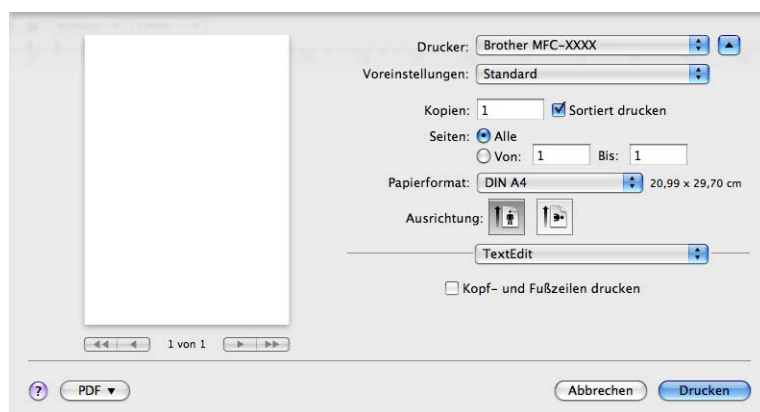 Drucker: Brother MFC-XXXX
Voreinstellungen: Standard
Kopien: 1 Sortiert drucken
Seiten: Alle
Von: 1 Bis: 1
Papierformat: DIN A4 20,99 x 29,70 cm
Ausrichtung:
TextEdit
Kopf- und Fußzeilen drucken
1 von 1
? PDF ▼ Abbrechen Drucken